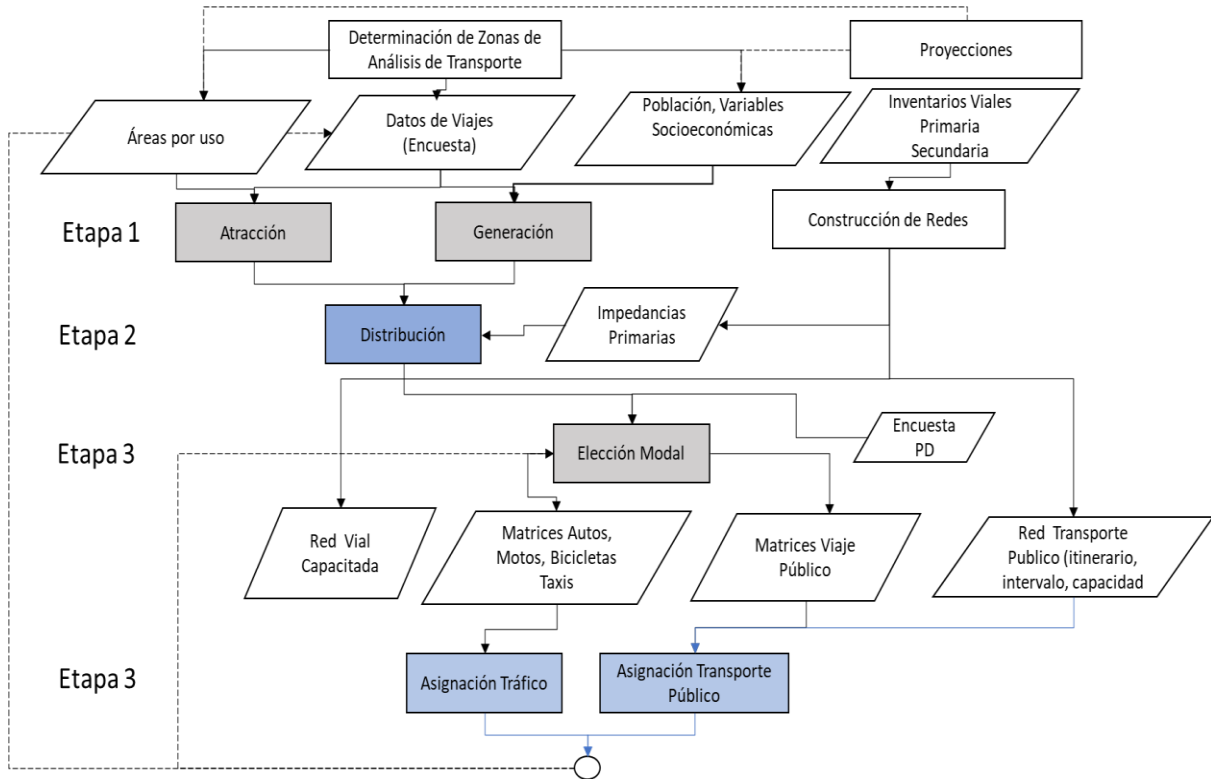 Determinación de Zonas de
Análisis de Transporte
Proyecciones
Áreas por uso
Datos de Viajes
(Encuesta)
Población, Variables
Socioeconómicas
Inventarios Viales
Primaria
Secundaria
Etapa 1
Atracción
Generación
Construcción de Redes
Etapa 2
Distribución
Impedancias
Primarias
Etapa 3
Elección Modal
Encuesta
PD
Red Vial
Capacitada
Matrices Autos,
Motos, Bicicletas
Taxis
Matrices Viaje
Público
Red Transporte
Publico (itinerario,
intervalo, capacidad
Etapa 3
Asignación Tráfico
Asignación Transporte
Público